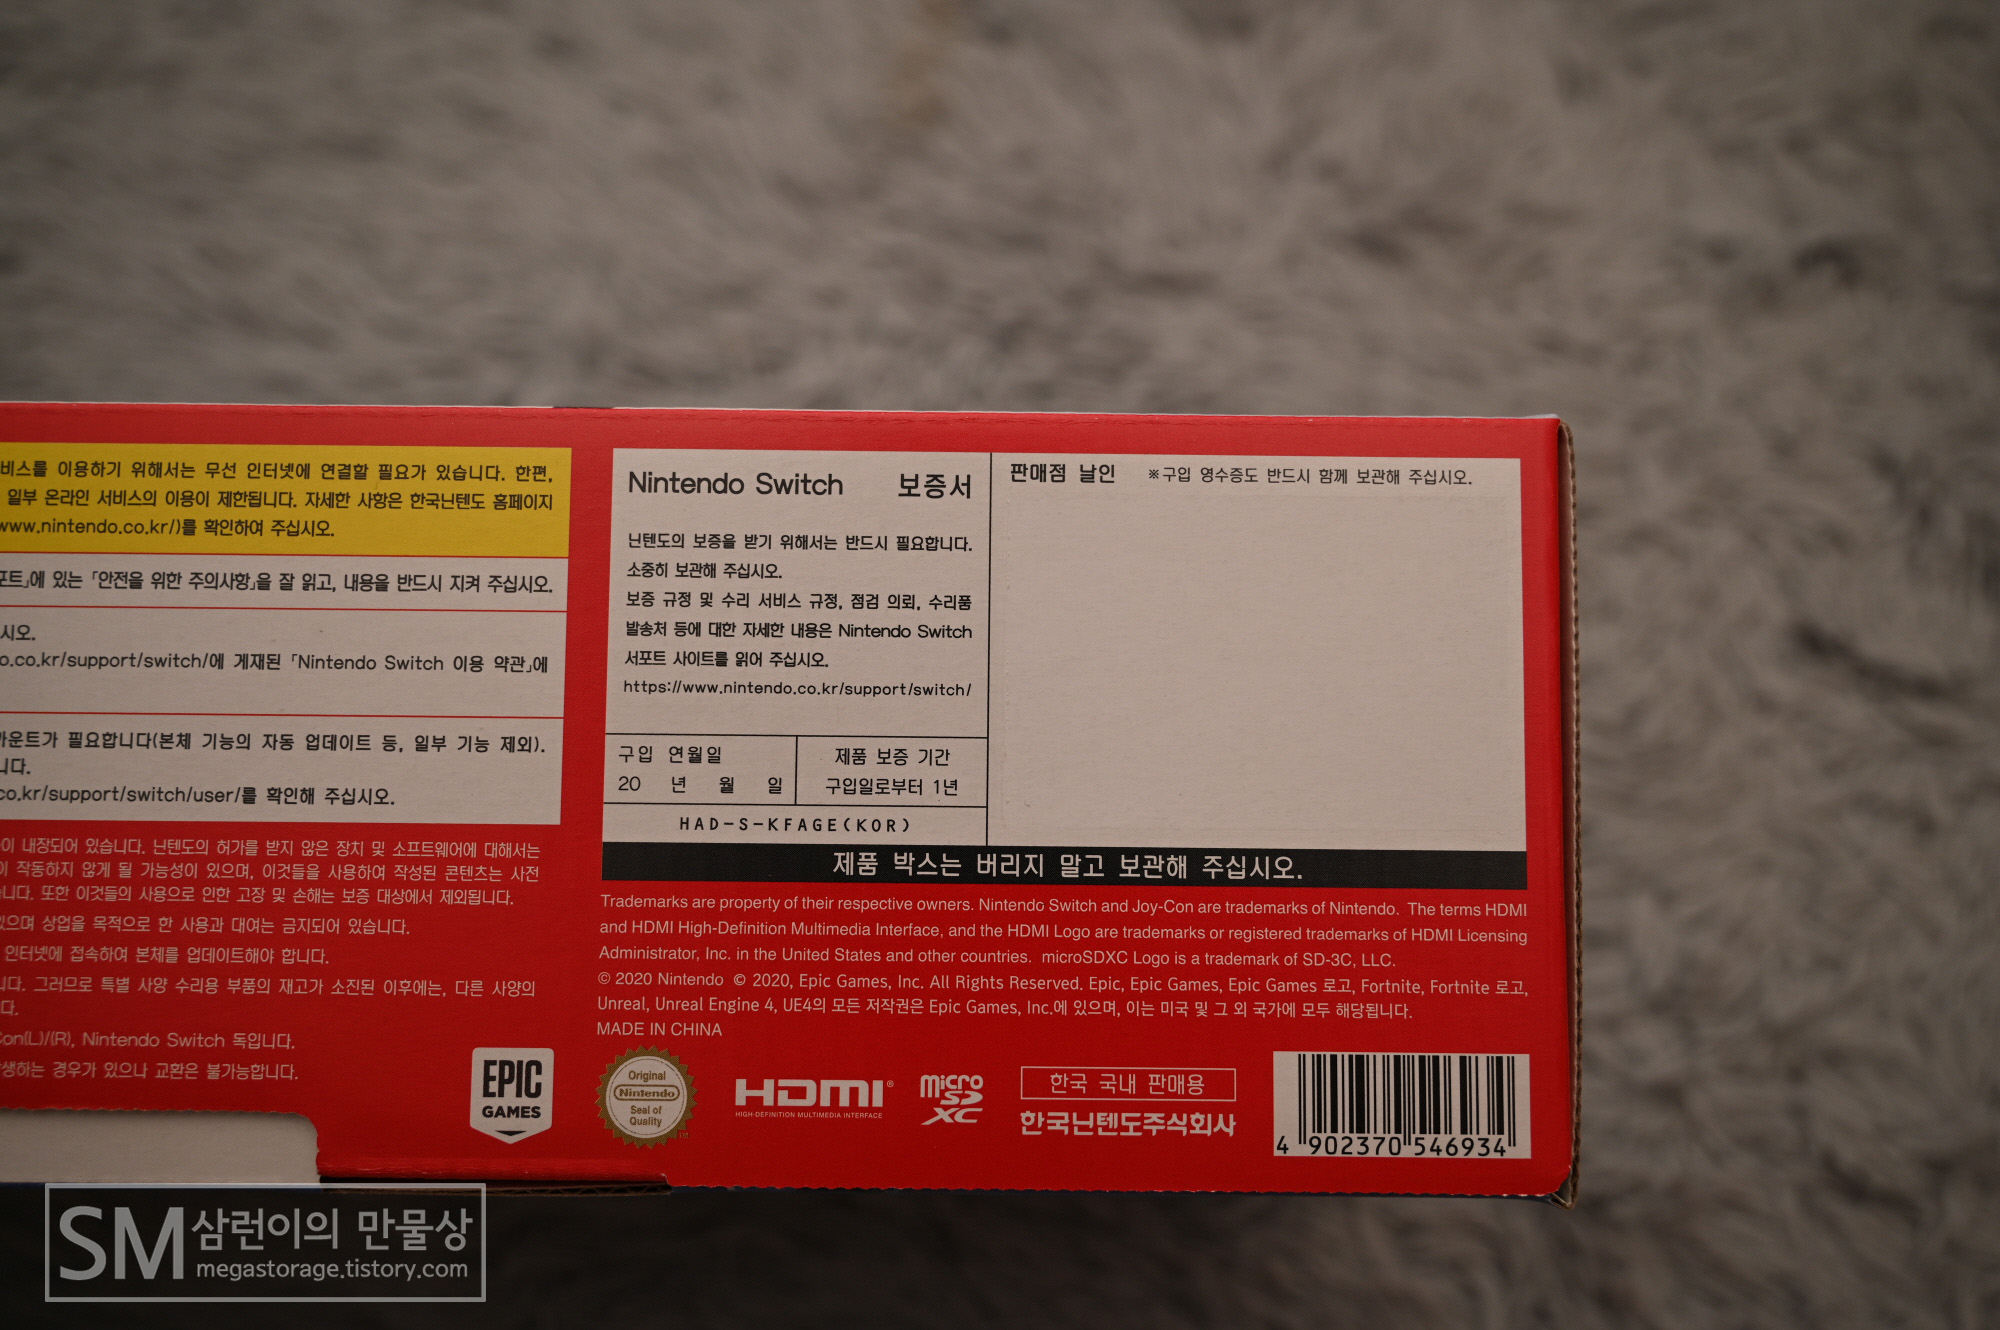 비스를 이용하기 위해서는 무선 인터넷에 연결할 필요가 있습니다. 한편,
일부 온라인 서비스의 이용이 제한됩니다. 자세한 사항은 한국닌텐도 홈페이지
www.nintendo.co.kr/)를 확인하여 주십시오.
포트」에 있는 「안전을 위한 주의사항」을 잘 읽고, 내용을 반드시 지켜 주십시오.
시오.
o.co.kr/support/switch/에 게재된 「Nintendo Switch 이용 약관」에
카운트가 필요합니다(본체 기능의 자동 업데이트 등, 일부 기능 제외).
니다.
co.kr/support/switch/user/를 확인해 주십시오.
이 내장되어 있습니다. 닌텐도의 허가를 받지 않은 장치 및 소프트웨어에 대해서는
이 작동하지 않게 될 가능성이 있으며, 이것들을 사용하여 작성된 콘텐츠는 사전
습니다. 또한 이것들의 사용으로 인한 고장 및 손해는 보증 대상에서 제외됩니다.
있으며 상업을 목적으로 한 사용과 대여는 금지되어 있습니다.
인터넷에 접속하여 본체를 업데이트해야 합니다.
니다. 그러므로 특별 사양 수리용 부품의 재고가 소진된 이후에는, 다른 사양의
다.
Con(L)/(R), Nintendo Switch 독입니다.
생하는 경우가 있으나 교환은 불가능합니다.
EPIC
GAMES
Nintendo Switch 보증서
닌텐도의 보증을 받기 위해서는 반드시 필요합니다.
소중히 보관해 주십시오.
보증 규정 및 수리 서비스 규정, 점검 의뢰, 수리품
발송처 등에 대한 자세한 내용은 Nintendo Switch
서포트 사이트를 읽어 주십시오.
https://www.nintendo.co.kr/support/switch/
구입 연월일
20 년 월 일
제품 보증 기간
구입일로부터 1년
HAD-S-KFAGE(KOR)
판매점 날인 ※구입 영수증도 반드시 함께 보관해 주십시오.
제품 박스는 버리지 말고 보관해 주십시오.
Trademarks are property of their respective owners. Nintendo Switch and Joy-Con are trademarks of Nintendo. The terms HDMI
and HDMI High-Definition Multimedia Interface, and the HDMI Logo are trademarks or registered trademarks of HDMI Licensing
Administrator, Inc. in the United States and other countries. microSDXC Logo is a trademark of SD-3C, LLC.
© 2020 Nintendo © 2020, Epic Games, Inc. All Rights Reserved. Epic, Epic Games, Epic Games 로고, Fortnite, Fortnite 로고,
Unreal, Unreal Engine 4, UE4의 모든 저작권은 Epic Games, Inc.에 있으며, 이는 미국 및 그 외 국가에 모두 해당됩니다.
MADE IN CHINA
Original
Nintendo
Seal of
Quality
TM
HDMI®
HIGH-DEFINITION MULTIMEDIA INTERFACE
micro
SD
XC
한국 국내 판매용
한국닌텐도주식회사
4 902370 546934
SM 삼런이의 만물상
megastorage.tistory.com